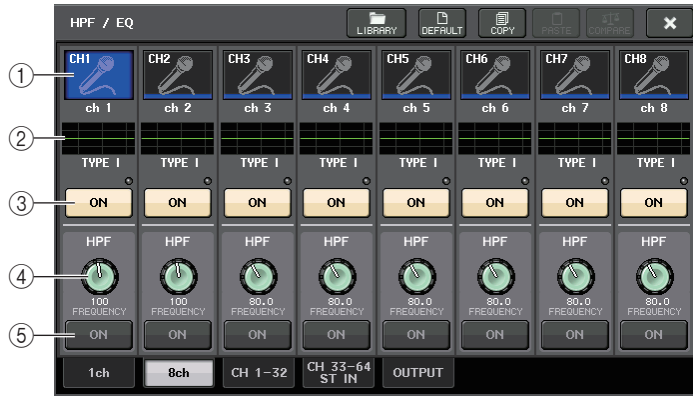 HPF / EQ
LIBRARY DEFAULT COPY PASTE COMPARE
CH1 CH2 CH3 CH4 CH5 CH6 CH7 CH8
① 
ch 1 ch 2 ch 3 ch 4 ch 5 ch 6 ch 7 ch 8
②
TYPE I TYPE I TYPE I TYPE I TYPE I TYPE I TYPE I TYPE I
③ ON ON ON ON ON ON ON ON
HPF HPF HPF HPF HPF HPF HPF HPF
④
100 100 80.0 80.0 80.0 80.0 80.0 80.0
FREQUENCY FREQUENCY FREQUENCY FREQUENCY FREQUENCY FREQUENCY FREQUENCY FREQUENCY
⑤ ON ON ON ON ON ON ON ON
1ch 8ch CH 1-32 CH 33-64 OUTPUT
ST IN